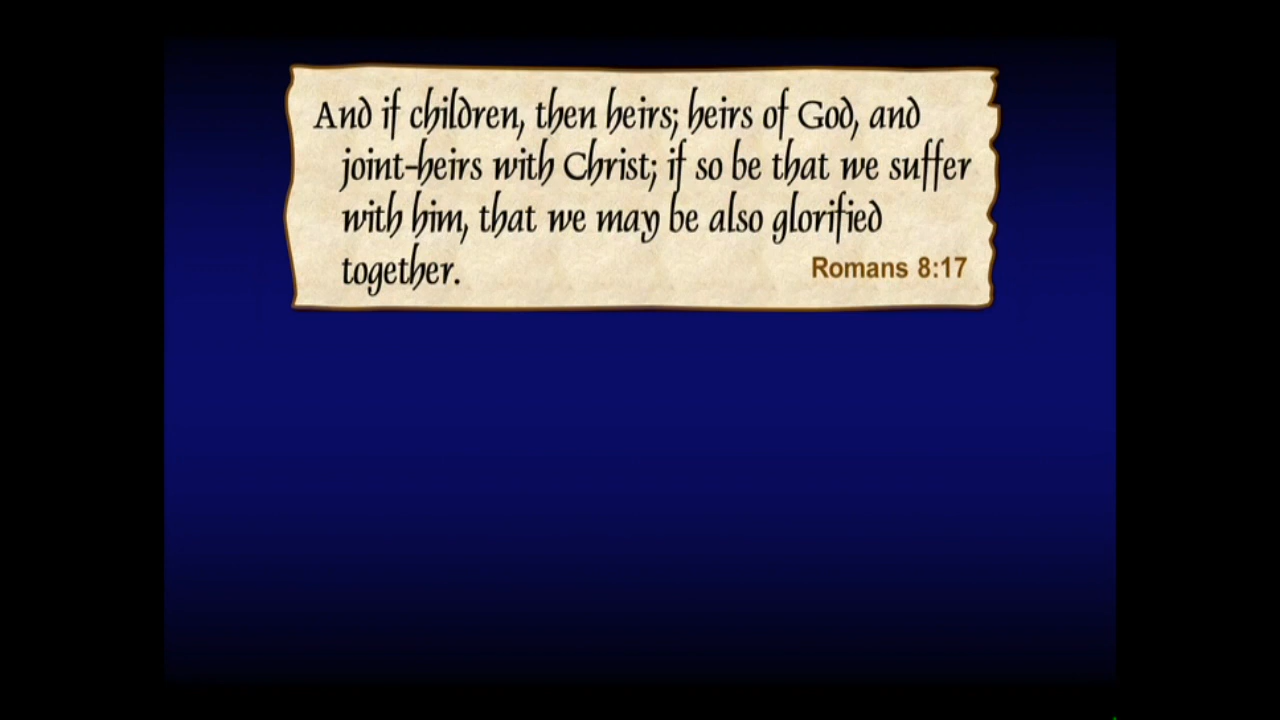 And if children, then heirs; heirs of God, and
joint-heirs with Christ; if so be that we suffer
with him, that we may be also glorified
together.
Romans 8:17